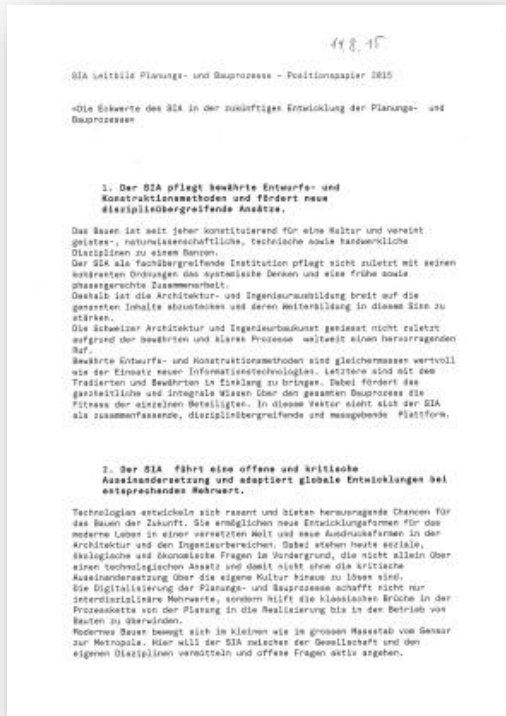 14.8.15
SIA Leitbild Planungs- und Bauprozesse - Positionspapier 2015
«Die Eckwerte des SIA in der zukünftigen Entwicklung der Planungs- und
Bauprozesse»
1. Der SIA pflegt bewährte Entwurfs- und
Konstruktionsmethoden und fördert neue
disziplinübergreifende Ansätze.
Das Bauen ist seit jeher konstituierend für eine Kultur und vereint
geistes-, naturwissenschaftliche, technische sowie handwerkliche
Disziplinen zu einem Ganzen.
Der SIA als fachübergreifende Institution pflegt nicht zuletzt mit seinen
kohärenten Ordnungen das systemische Denken und eine frühe sowie
phasengerechte Zusammenarbeit.
Deshalb ist die Architektur- und Ingenieurausbildung breit auf die
genannten Inhalte abzustecken und deren Weiterbildung in diesem Sinn zu
stärken.
Die Schweizer Architektur und Ingenieurbaukunst geniesst nicht zuletzt
aufgrund der bewährten und klaren Prozesse weltweit einen hervorragenden
Ruf.
Bewährte Entwurfs- und Konstruktionsmethoden sind gleichermassen wertvoll
wie der Einsatz neuer Informationstechnologien. Letztere sind mit dem
Tradierten und Bewährten in Einklang zu bringen. Dabei fördert das
ganzheitliche und integrale Wissen über den gesamten Bauprozess die
Fitness der einzelnen Beteiligten. In diesem Vektor sieht sich der SIA
als zusammenfassende, disziplinübergreifende und massgebende Plattform.
2. Der SIA führt eine offene und kritische
Auseinandersetzung und adaptiert globale Entwicklungen bei
entsprechendem Mehrwert.
Technologien entwickeln sich rasant und bieten herausragende Chancen für
das Bauen der Zukunft. Sie ermöglichen neue Entwicklungsformen für das
moderne Leben in einer vernetzten Welt und neue Ausdrucksformen in der
Architektur und den Ingenieurbereichen. Dabei stehen heute soziale,
ökologische und ökonomische Fragen im Vordergrund, die nicht allein über
einen technologischen Ansatz und damit nicht ohne die kritische
Auseinandersetzung über die eigene Kultur hinaus zu lösen sind.
Die Digitalisierung der Planungs- und Bauprozesse schafft nicht nur
interdisziplinäre Mehrwerte, sondern hilft die klassischen Brüche in der
Prozesskette von der Planung in die Realisierung bis in den Betrieb von
Bauten zu überwinden.
Modernes Bauen bewegt sich im kleinen wie im grossen Massstab vom Sensor
zur Metropole. Hier will der SIA zwischen der Gesellschaft und den
eigenen Disziplinen vermitteln und offene Fragen aktiv angehen.